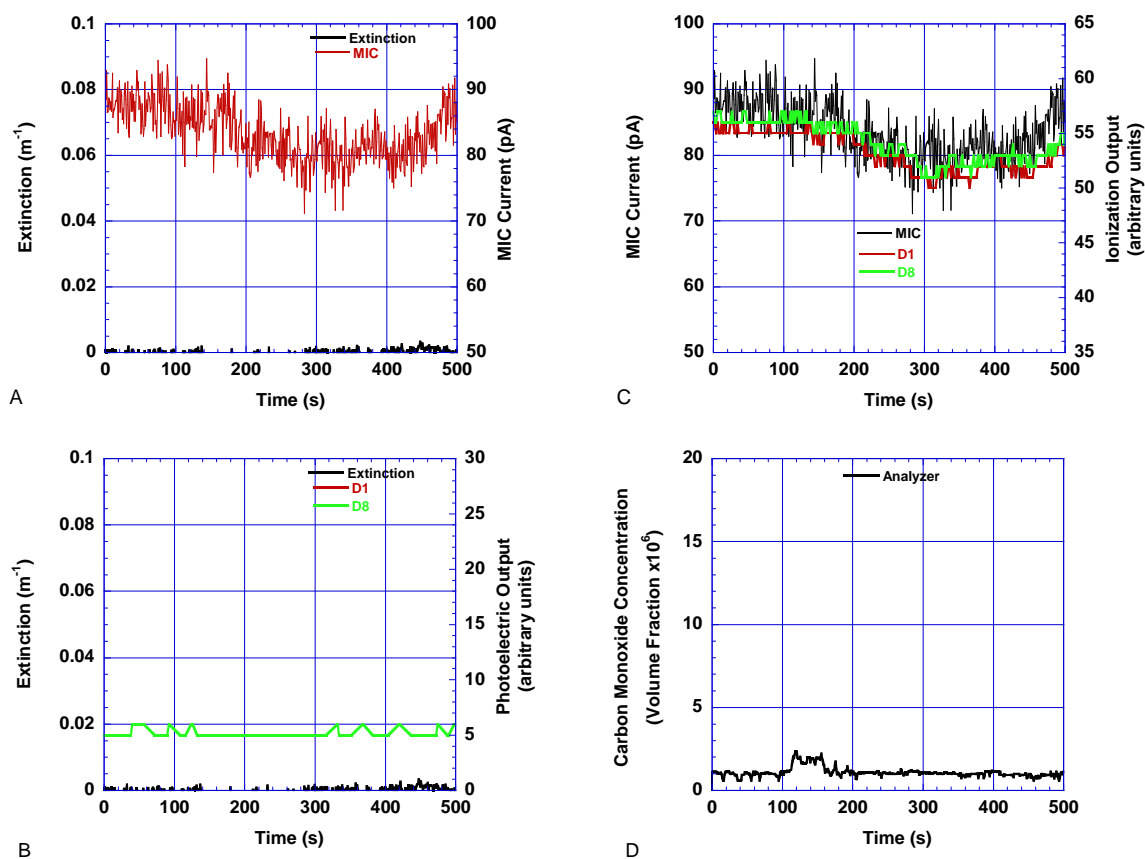 0.1
0.08
0.06
0.04
0.02
0
Extinction (m-1)
100
90
80
70
60
50
MIC Current (pA)
Extinction
MIC
0 100 200 300 400 500
Time (s)
A
100
90
80
70
60
50
MIC Current (pA)
65
60
55
50
45
40
35
Ionization Output
(arbitrary units)
MIC
D1
D8
0 100 200 300 400 500
Time (s)
C
0.1
0.08
0.06
0.04
0.02
0
Extinction (m-1)
30
25
20
15
10
5
0
Photoelectric Output
(arbitrary units)
Extinction
D1
D8
0 100 200 300 400 500
Time (s)
B
20
15
10
5
0
Carbon Monoxide Concentration
(Volume Fraction x10⁶)
Analyzer
0 100 200 300 400 500
Time (s)
D